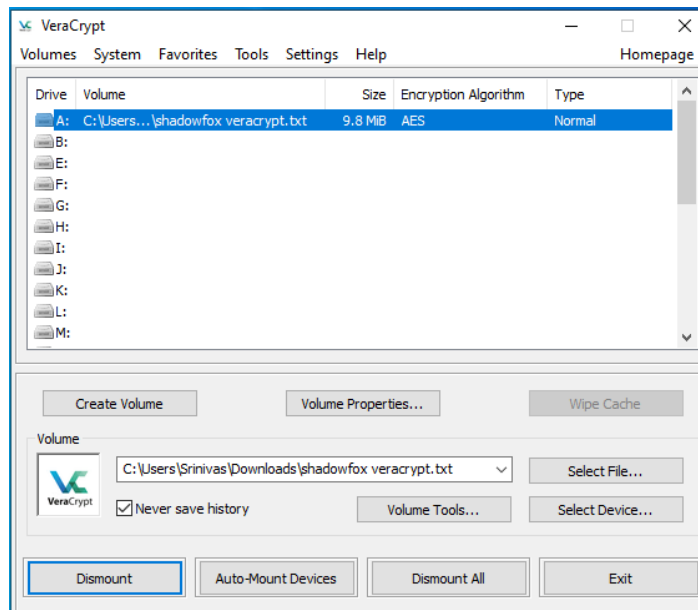 VeraCrypt
Volumes System Favorites Tools Settings Help Homepage
Drive Volume Size Encryption Algorithm Type
A: C:\Users...\shadowfox veracrypt.txt 9.8 MiB AES Normal
B:
E:
F:
G:
H:
I:
J:
K:
L:
M:
Create Volume Volume Properties... Wipe Cache
Volume
C:\Users\Srinivas\Downloads\shadowfox veracrypt.txt Select File...
VeraCrypt
Never save history Volume Tools... Select Device...
Dismount Auto-Mount Devices Dismount All Exit